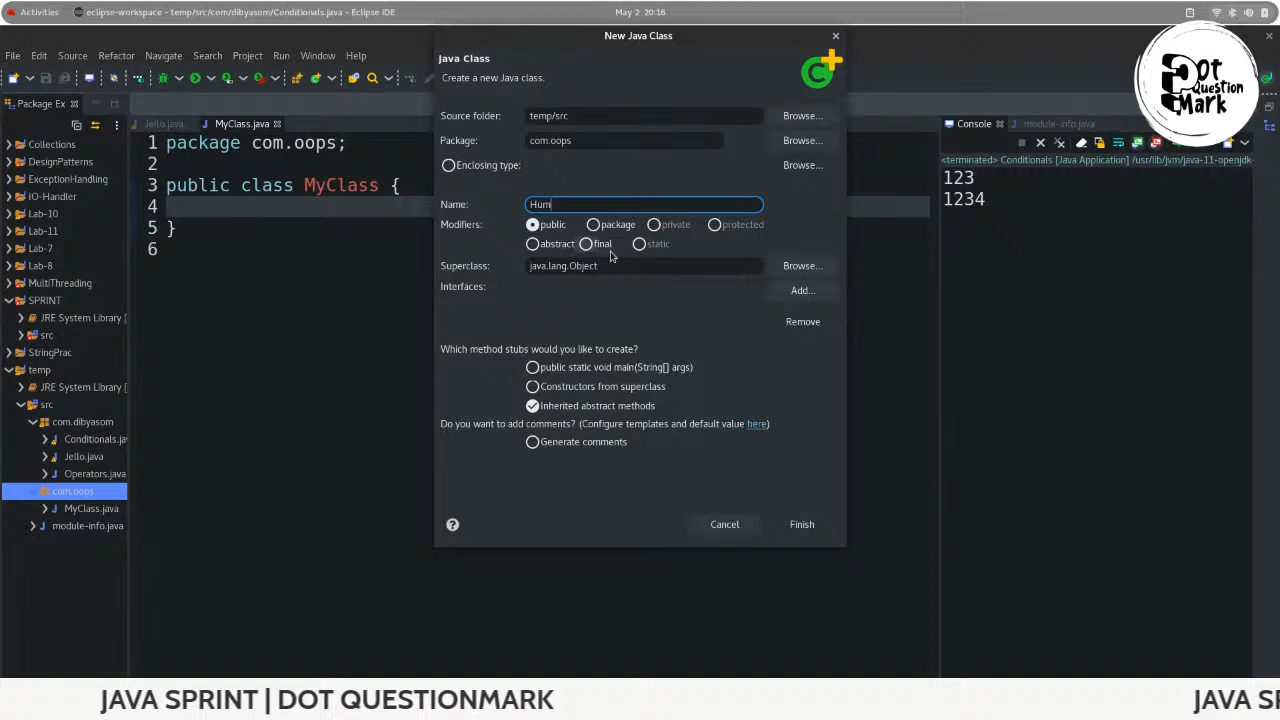 Activities
eclipse-workspace - temp/src/com/dibyasom/Conditionals.java - Eclipse IDE
May 2 20:16
File Edit Source Refactor Navigate Search Project Run Window Help
Package Ex
Collections
DesignPatterns
ExceptionHandling
IO-Handler
Lab-10
Lab-11
Lab-7
Lab-8
MultiThreading
SPRINT
JRE System Library [
src
StringPrac
temp
JRE System Library [
src
com.dibyasom
Conditionals.ja
Jello.java
Operators.java
com.oops
MyClass.java
module-info.java
Jello.java
MyClass.java
1 package com.oops;
2
3 public class MyClass {
4
5 }
6
New Java Class
Java Class
Create a new Java class.
C
Source folder: temp/src Browse...
Package: com.oops Browse...
Enclosing type: Browse...
Name: Hum
Modifiers: public package private protected
abstract final static
Superclass: java.lang.Object Browse...
Interfaces: Add...
Remove
Which method stubs would you like to create?
public static void main(String[] args)
Constructors from superclass
Inherited abstract methods
Do you want to add comments? (Configure templates and default value here)
Generate comments
? Cancel Finish
Dot
Question
Mark
Console
module-info.java
<terminated> Conditionals [Java Application] /usr/lib/jvm/java-11-openjdk-
123
1234
JAVA SPRINT | DOT QUESTIONMARK
JAVA SP